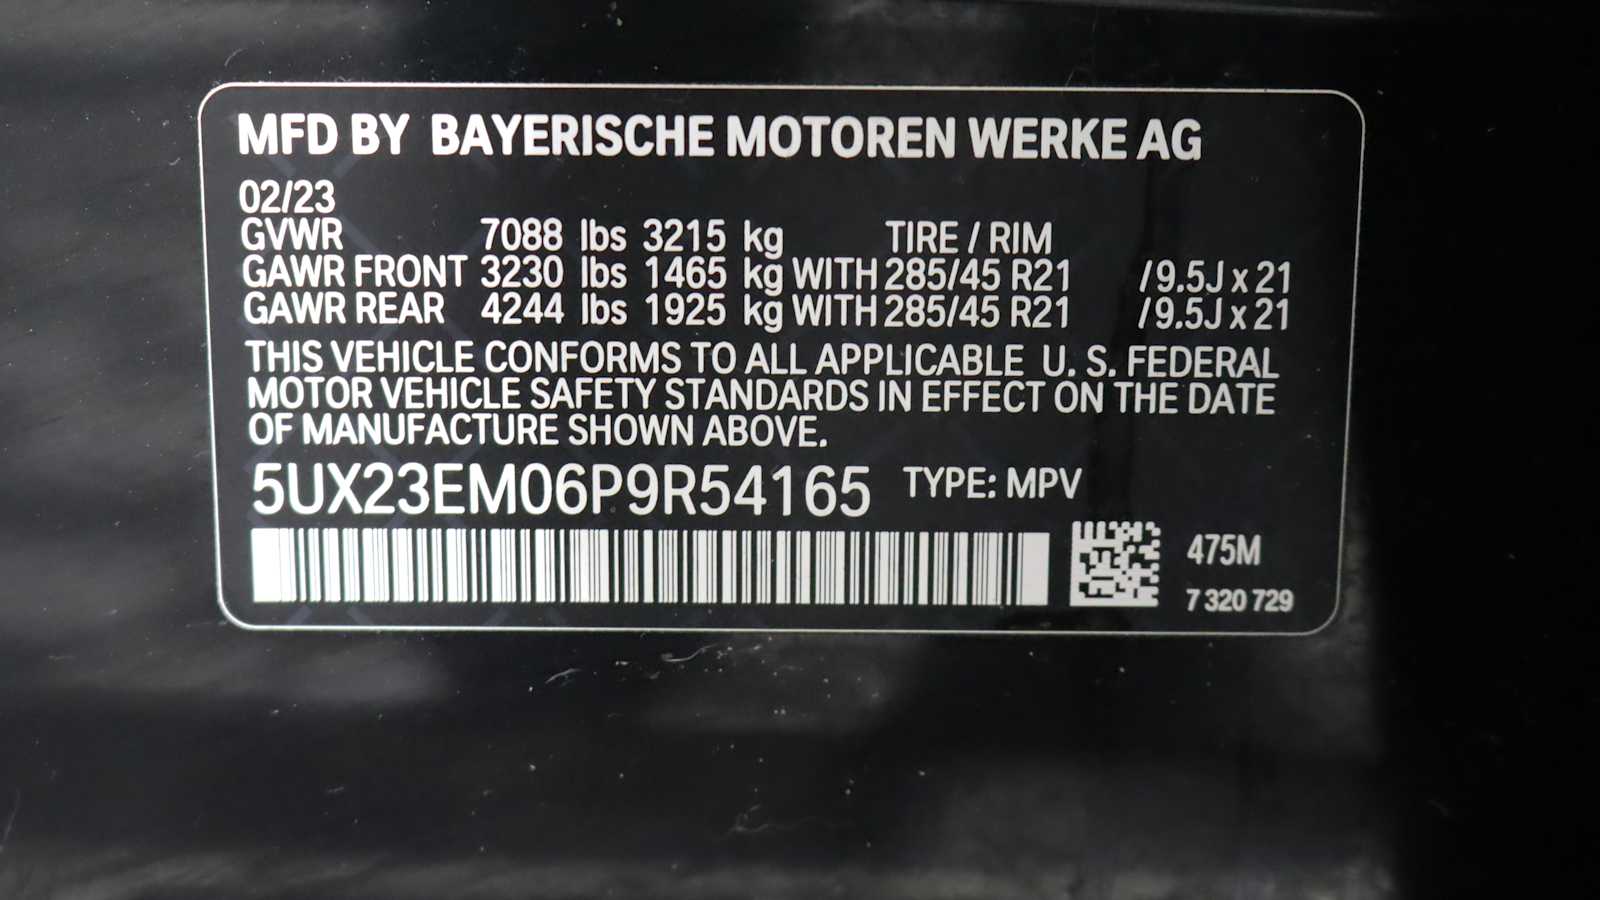 MFD BY BAYERISCHE MOTOREN WERKE AG
02/23
GVWR 7088 lbs 3215 kg TIRE / RIM
GAWR FRONT 3230 lbs 1465 kg WITH 285/45 R21 /9.5J x 21
GAWR REAR 4244 lbs 1925 kg WITH 285/45 R21 /9.5J x 21
THIS VEHICLE CONFORMS TO ALL APPLICABLE U. S. FEDERAL
MOTOR VEHICLE SAFETY STANDARDS IN EFFECT ON THE DATE
OF MANUFACTURE SHOWN ABOVE.
5UX23EM06P9R54165 TYPE: MPV
475M
7 320 729